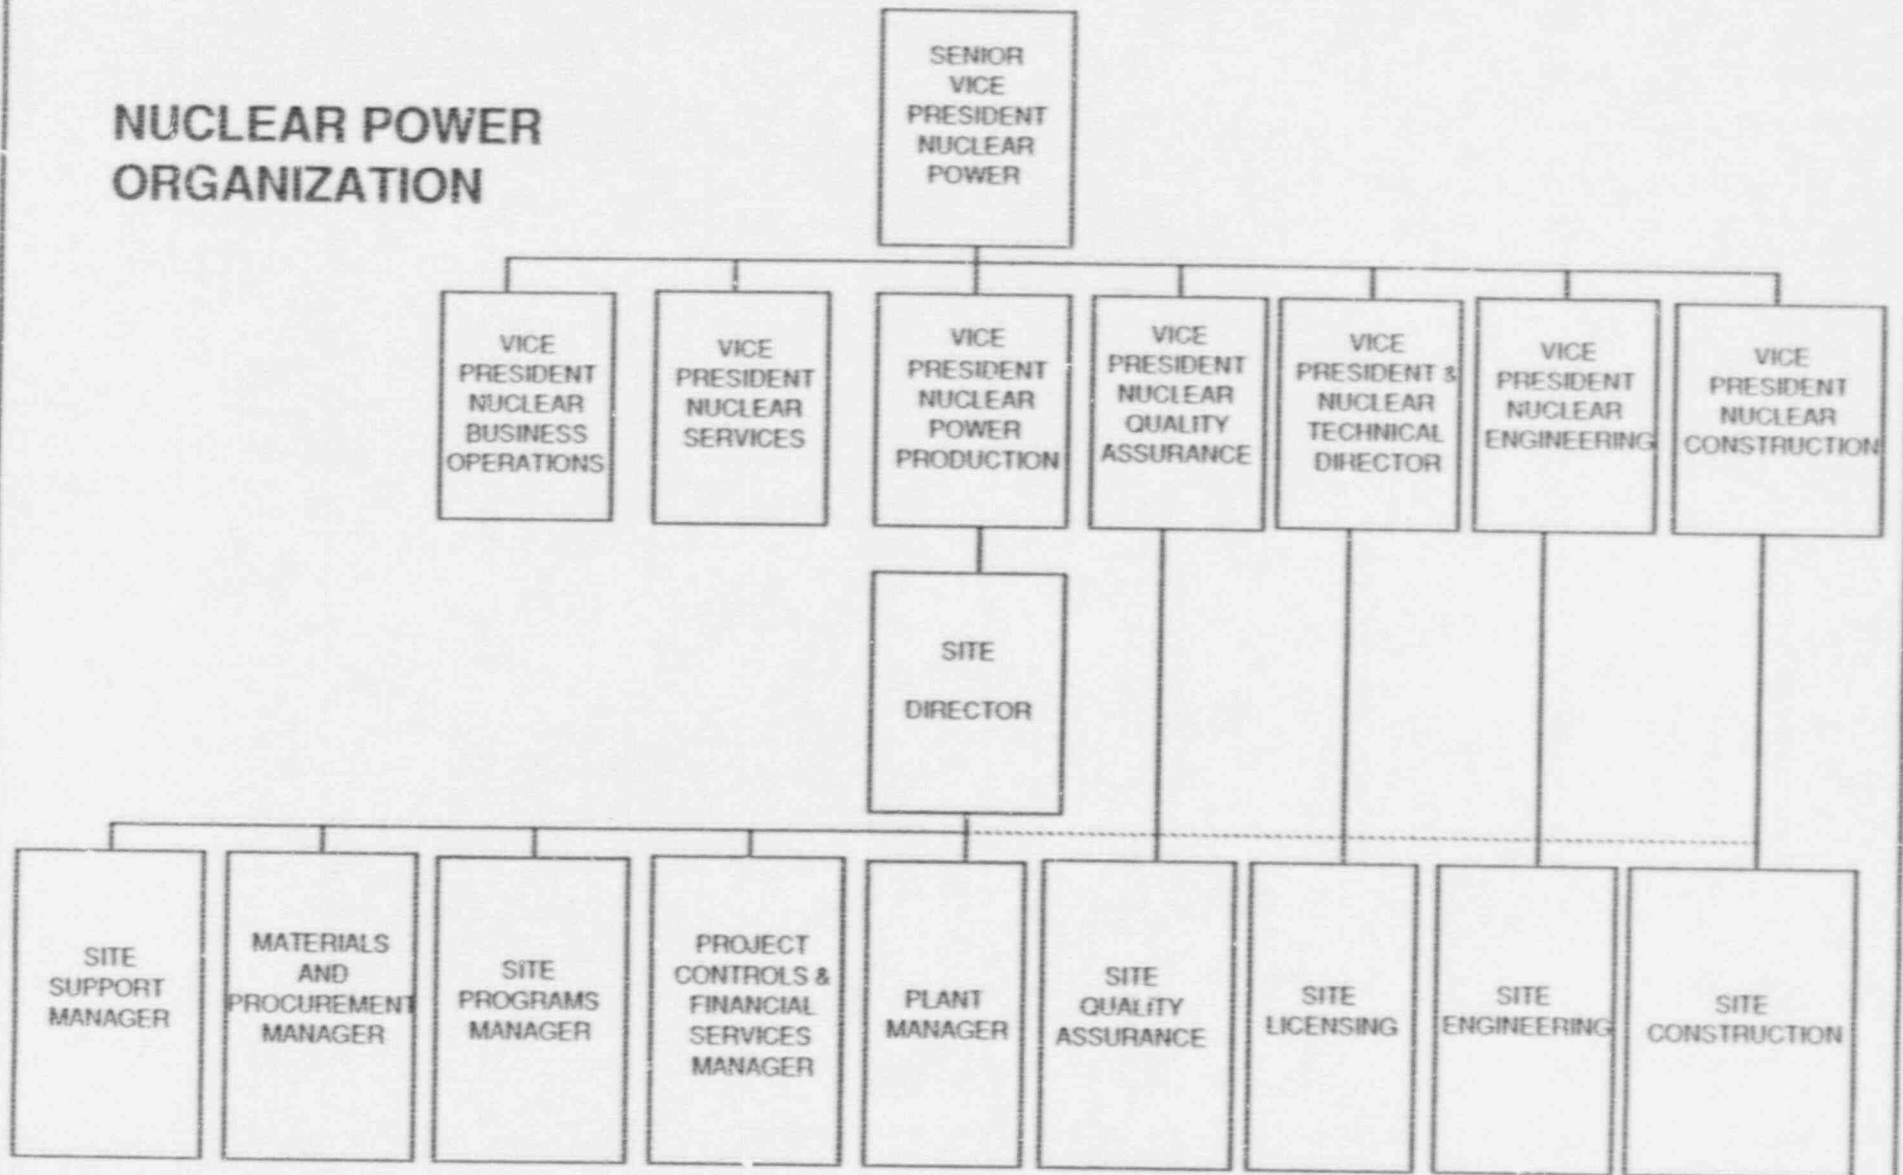 NUCLEAR POWER
ORGANIZATION
SENIOR
VICE
PRESIDENT
NUCLEAR
POWER
VICE
PRESIDENT
NUCLEAR
BUSINESS
OPERATIONS
VICE
PRESIDENT
NUCLEAR
SERVICES
VICE
PRESIDENT
NUCLEAR
POWER
PRODUCTION
VICE
PRESIDENT
NUCLEAR
QUALITY
ASSURANCE
VICE
PRESIDENT &
NUCLEAR
TECHNICAL
DIRECTOR
VICE
PRESIDENT
NUCLEAR
ENGINEERING
VICE
PRESIDENT
NUCLEAR
CONSTRUCTION
SITE
DIRECTOR
SITE
SUPPORT
MANAGER
MATERIALS
AND
PROCUREMENT
MANAGER
SITE
PROGRAMS
MANAGER
PROJECT
CONTROLS &
FINANCIAL
SERVICES
MANAGER
PLANT
MANAGER
SITE
QUALITY
ASSURANCE
SITE
LICENSING
SITE
ENGINEERING
SITE
CONSTRUCTION